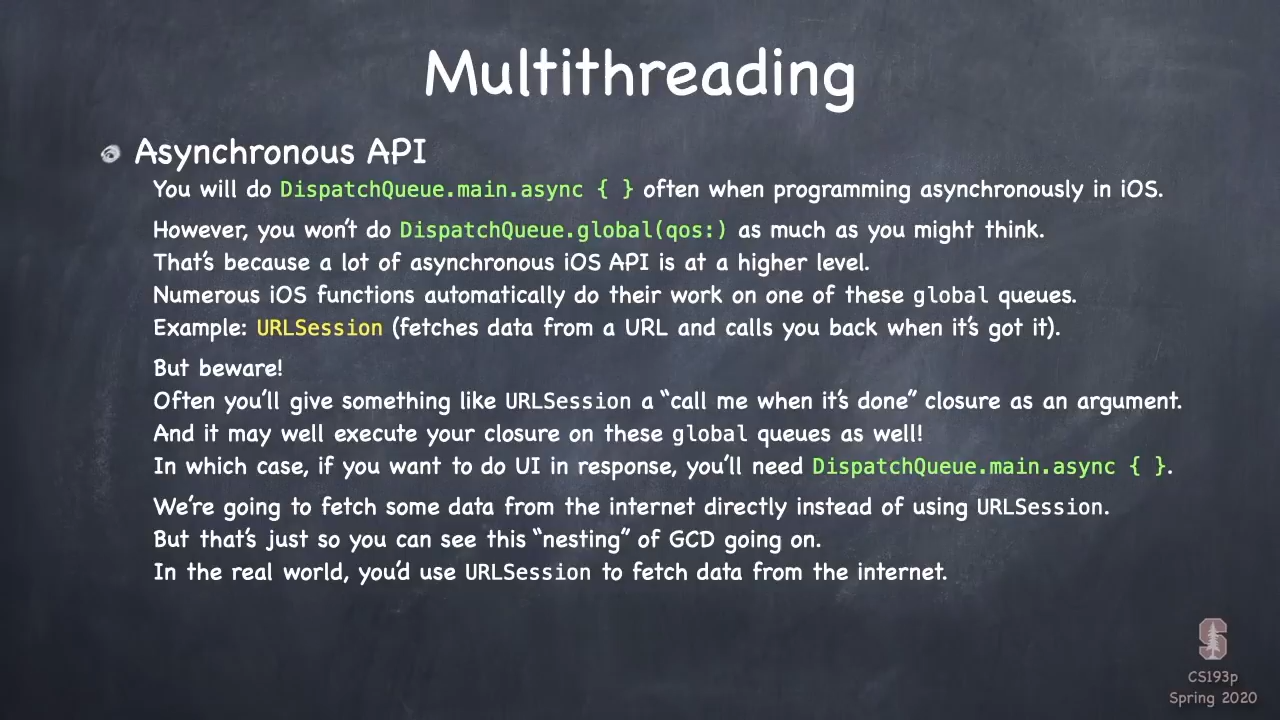 Multithreading
Asynchronous API
You will do DispatchQueue.main.async { } often when programming asynchronously in iOS.
However, you won't do DispatchQueue.global(qos:) as much as you might think.
That's because a lot of asynchronous iOS API is at a higher level.
Numerous iOS functions automatically do their work on one of these global queues.
Example: URLSession (fetches data from a URL and calls you back when it's got it).
But beware!
Often you'll give something like URLSession a “call me when it's done” closure as an argument.
And it may well execute your closure on these global queues as well!
In which case, if you want to do UI in response, you'll need DispatchQueue.main.async { }.
We're going to fetch some data from the internet directly instead of using URLSession.
But that's just so you can see this “nesting” of GCD going on.
In the real world, you'd use URLSession to fetch data from the internet.
S
CS193p
Spring 2020